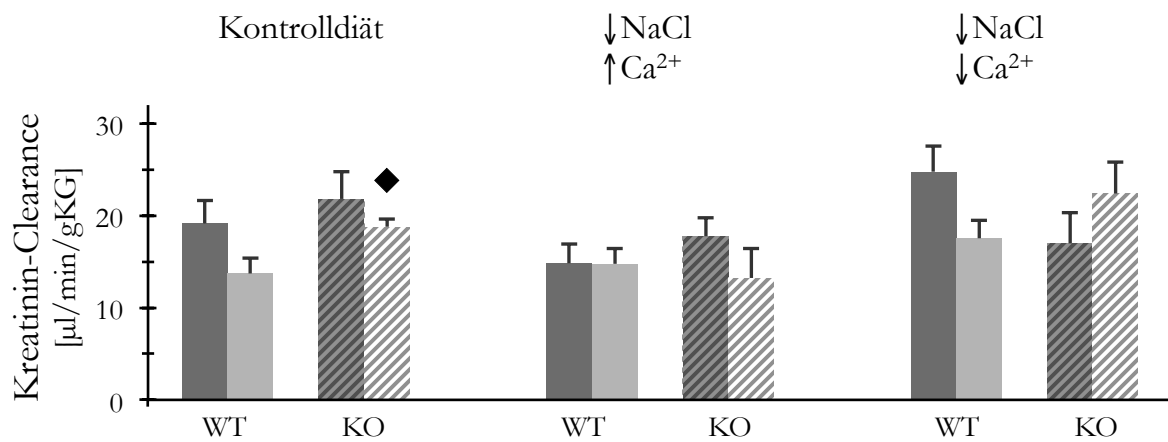 Kontrolldiät
↓NaCl
↑Ca²⁺
↓NaCl
↓Ca²⁺
Kreatinin-Clearance
[µl/min/gKG]
30
20
10
0
WT
KO
WT
KO
WT
KO